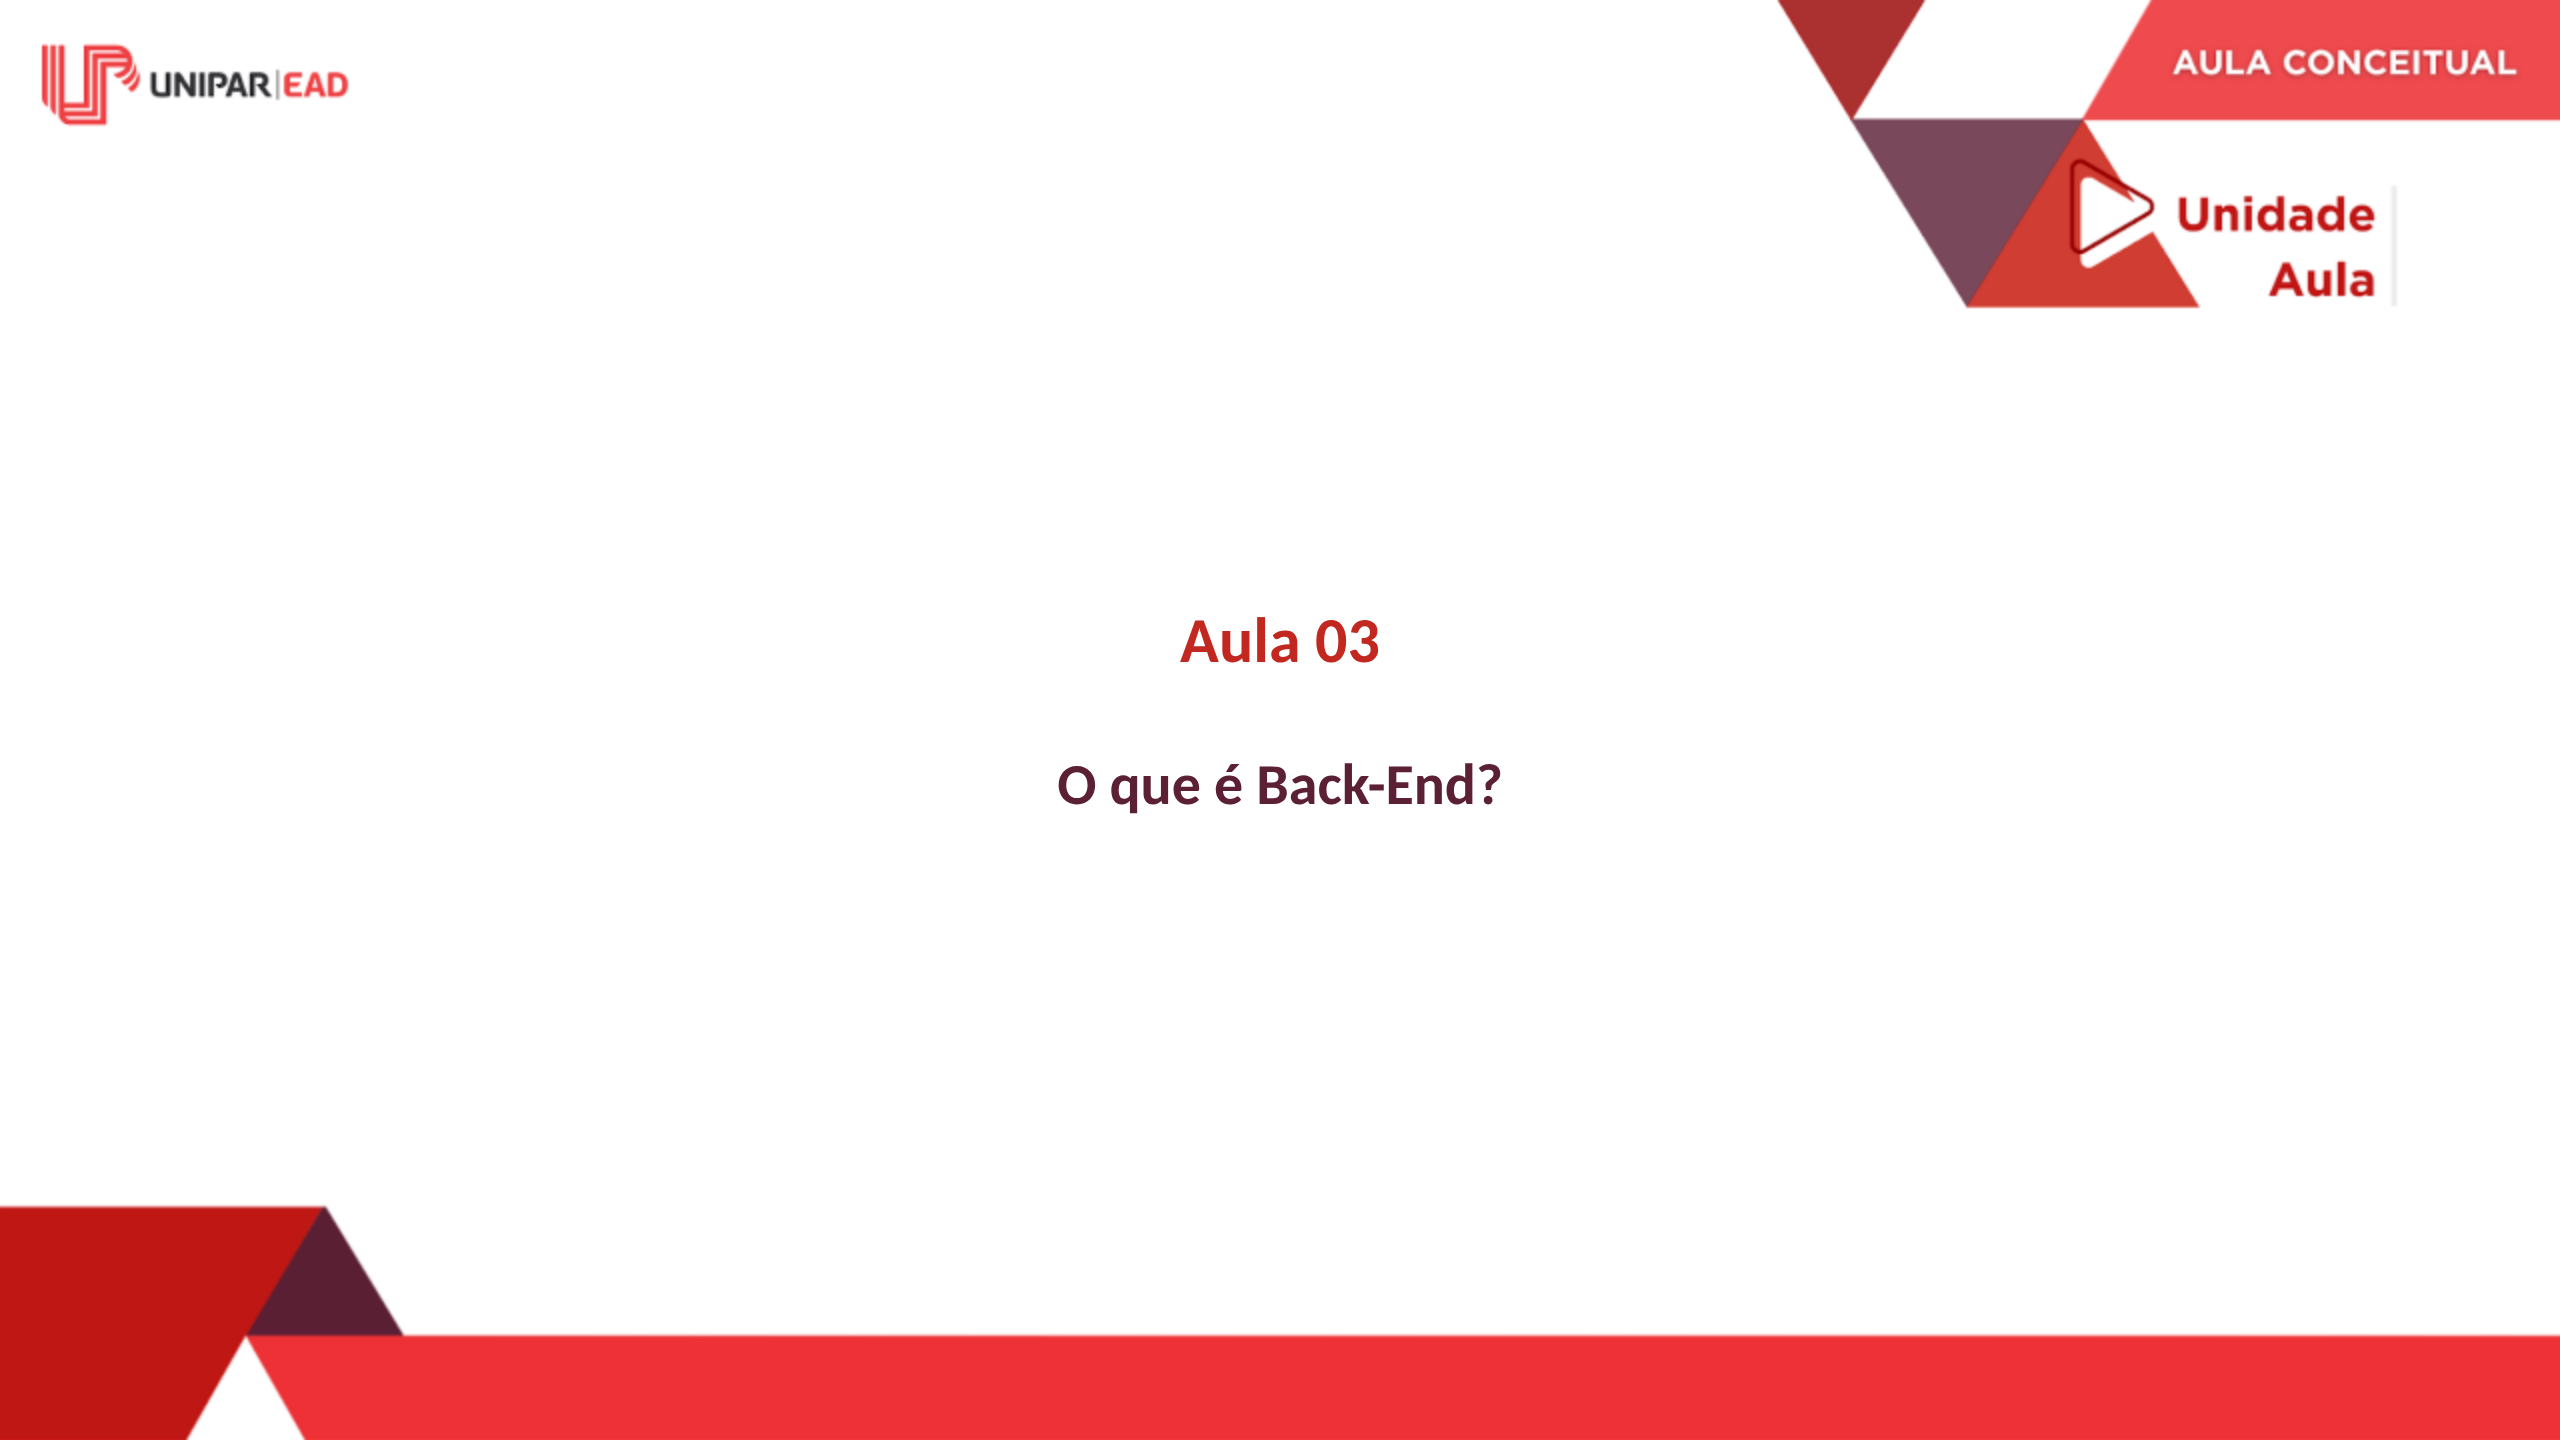 UNIPAR|EAD
AULA CONCEITUAL
Unidade
Aula
Aula 03
O que é Back-End?